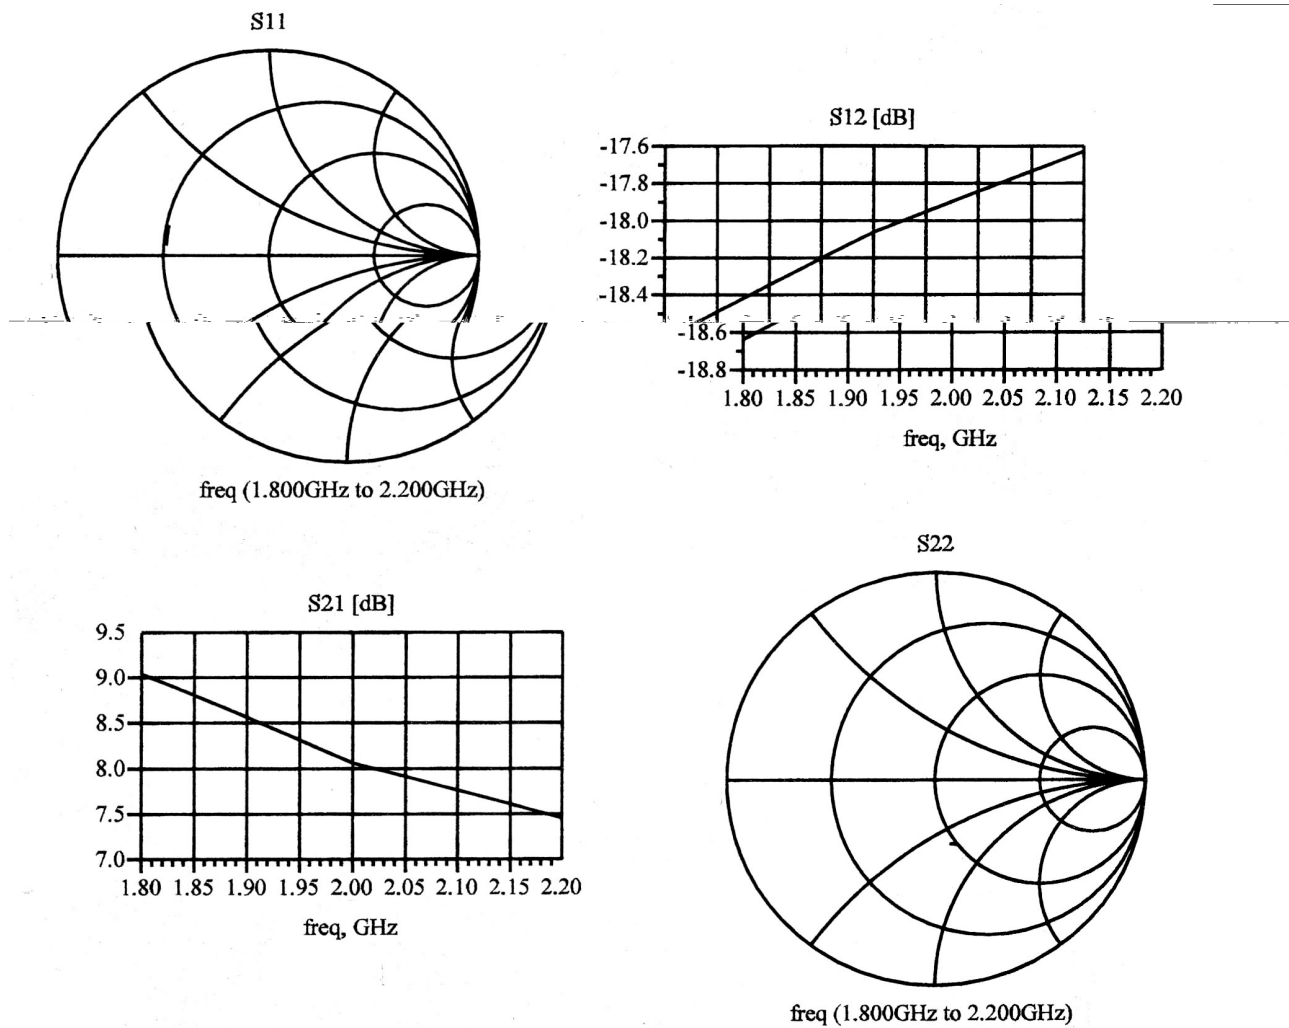 S11
freq (1.800GHz to 2.200GHz)
S12 [dB]
-17.6
-17.8
-18.0
-18.2
-18.4
-18.6
-18.8
1.80 1.85 1.90 1.95 2.00 2.05 2.10 2.15 2.20
freq, GHz
S21 [dB]
9.5
9.0
8.5
8.0
7.5
7.0
1.80 1.85 1.90 1.95 2.00 2.05 2.10 2.15 2.20
freq, GHz
S22
freq (1.800GHz to 2.200GHz)